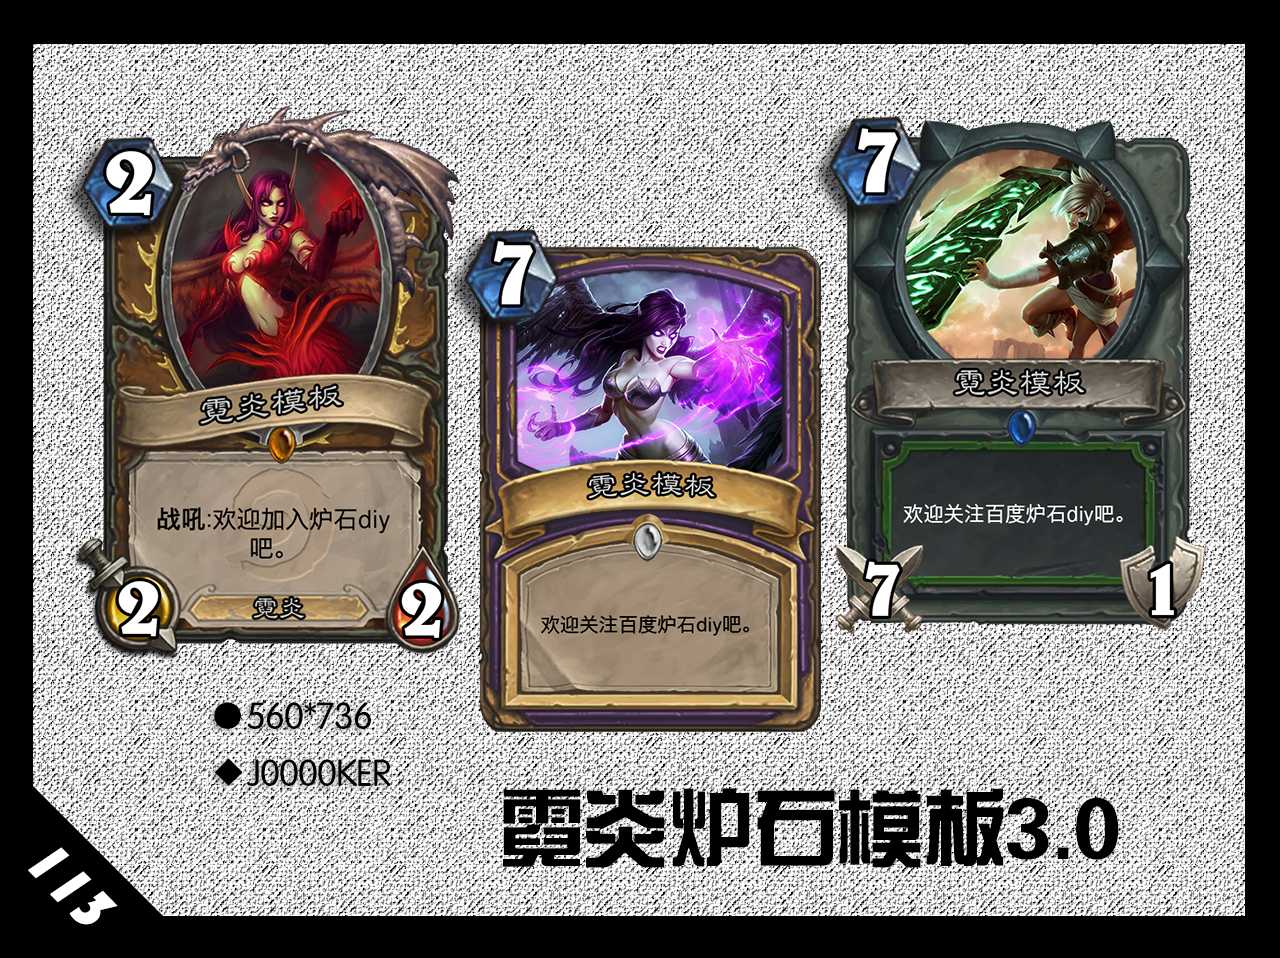 2
霓炎模板
战吼:欢迎加入炉石diy
吧。
霓炎
2
2
7
霓炎模板
欢迎关注百度炉石diy吧。
7
霓炎模板
欢迎关注百度炉石diy吧。
7
1
●560*736
◆J0000KER
霓炎炉石模板3.0
113